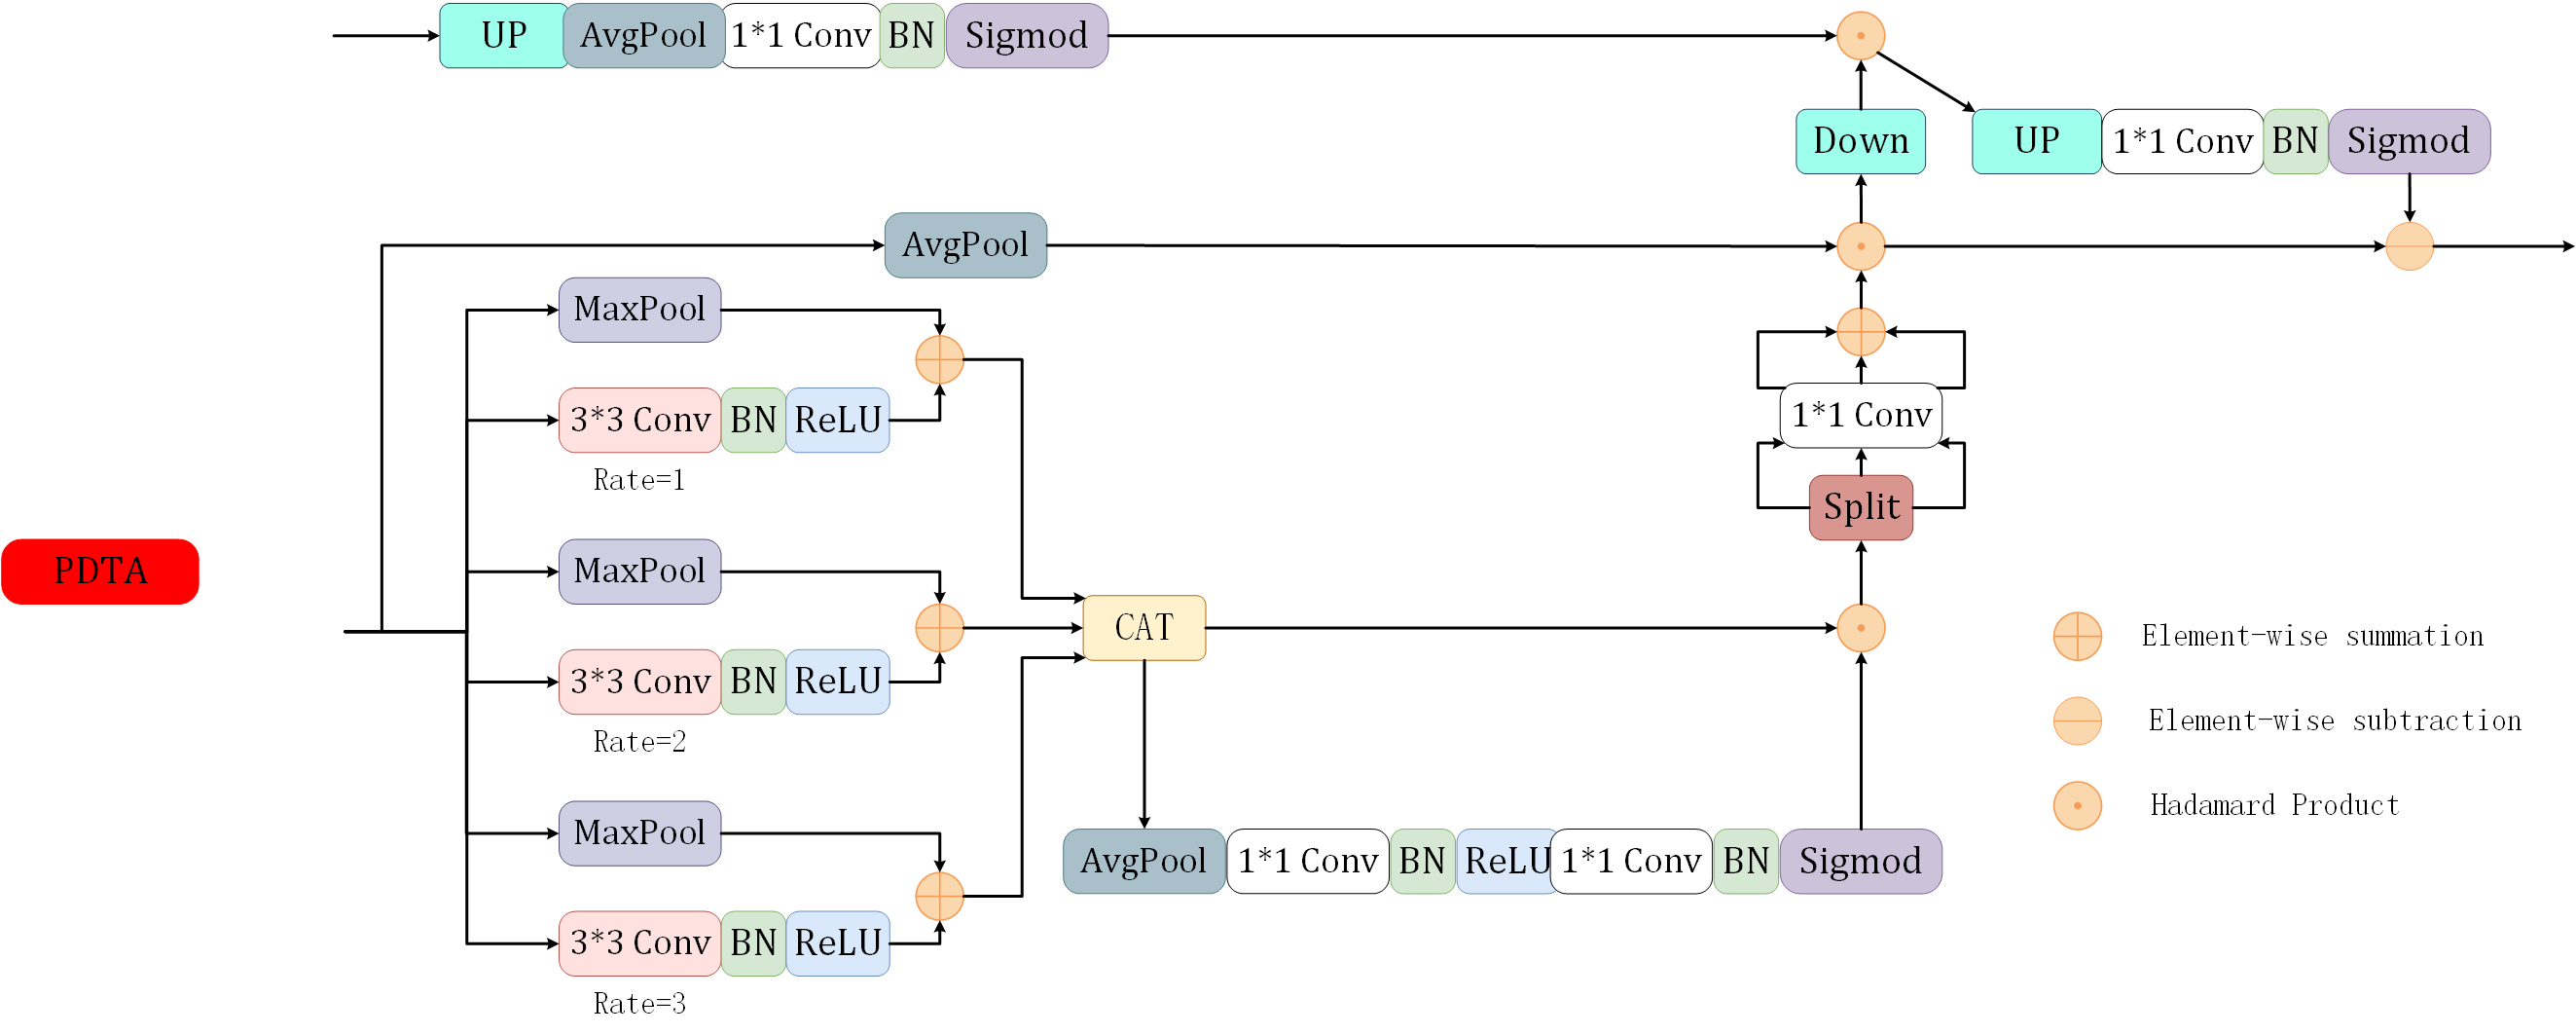 UP AvgPool 1*1 Conv BN Sigmod
Down UP 1*1 Conv BN Sigmod
AvgPool
MaxPool
3*3 Conv BN ReLU
1*1 Conv
Rate=1
Split
PDTA
MaxPool
CAT
Element-wise summation
3*3 Conv BN ReLU
Rate=2
Element-wise subtraction
Hadamard Product
MaxPool
AvgPool 1*1 Conv BN ReLU 1*1 Conv BN Sigmod
3*3 Conv BN ReLU
Rate=3